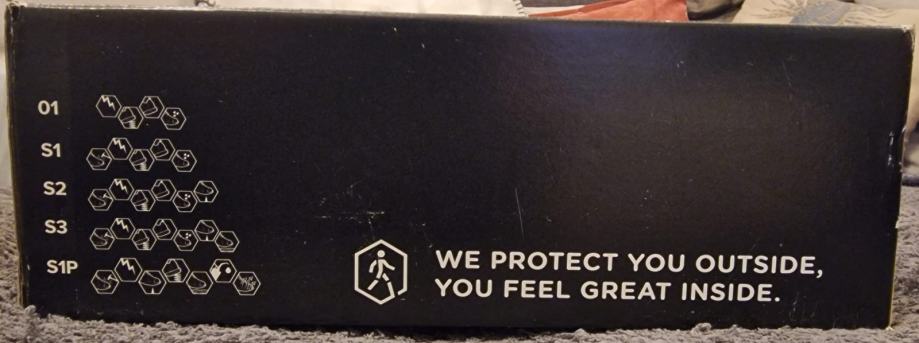 01
S1
S2
S3
S1P
WE PROTECT YOU OUTSIDE,
YOU FEEL GREAT INSIDE.